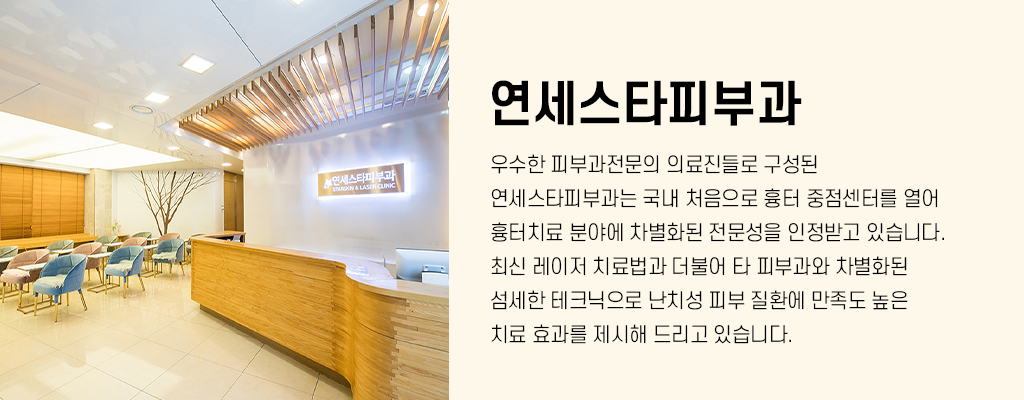 연세스타피부과
STARSKIN & LASER CLINIC
연세스타피부과
우수한 피부과전문의 의료진들로 구성된
연세스타피부과는 국내 처음으로 흉터 중점센터를 열어
흉터치료 분야에 차별화된 전문성을 인정받고 있습니다.
최신 레이저 치료법과 더불어 타 피부과와 차별화된
섬세한 테크닉으로 난치성 피부 질환에 만족도 높은
치료 효과를 제시해 드리고 있습니다.